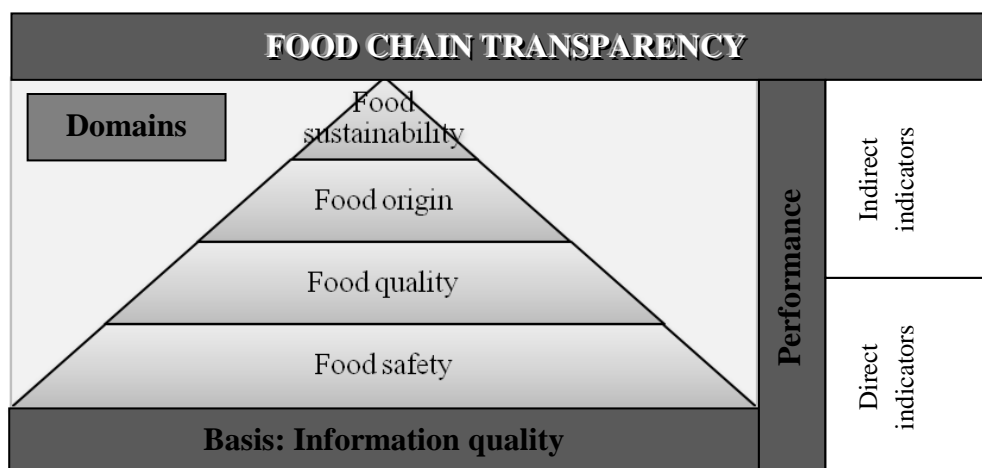 FOOD CHAIN TRANSPARENCY
Domains
Food
sustainability
Food origin
Food quality
Food safety
Basis: Information quality
Performance
Indirect
indicators
Direct
indicators